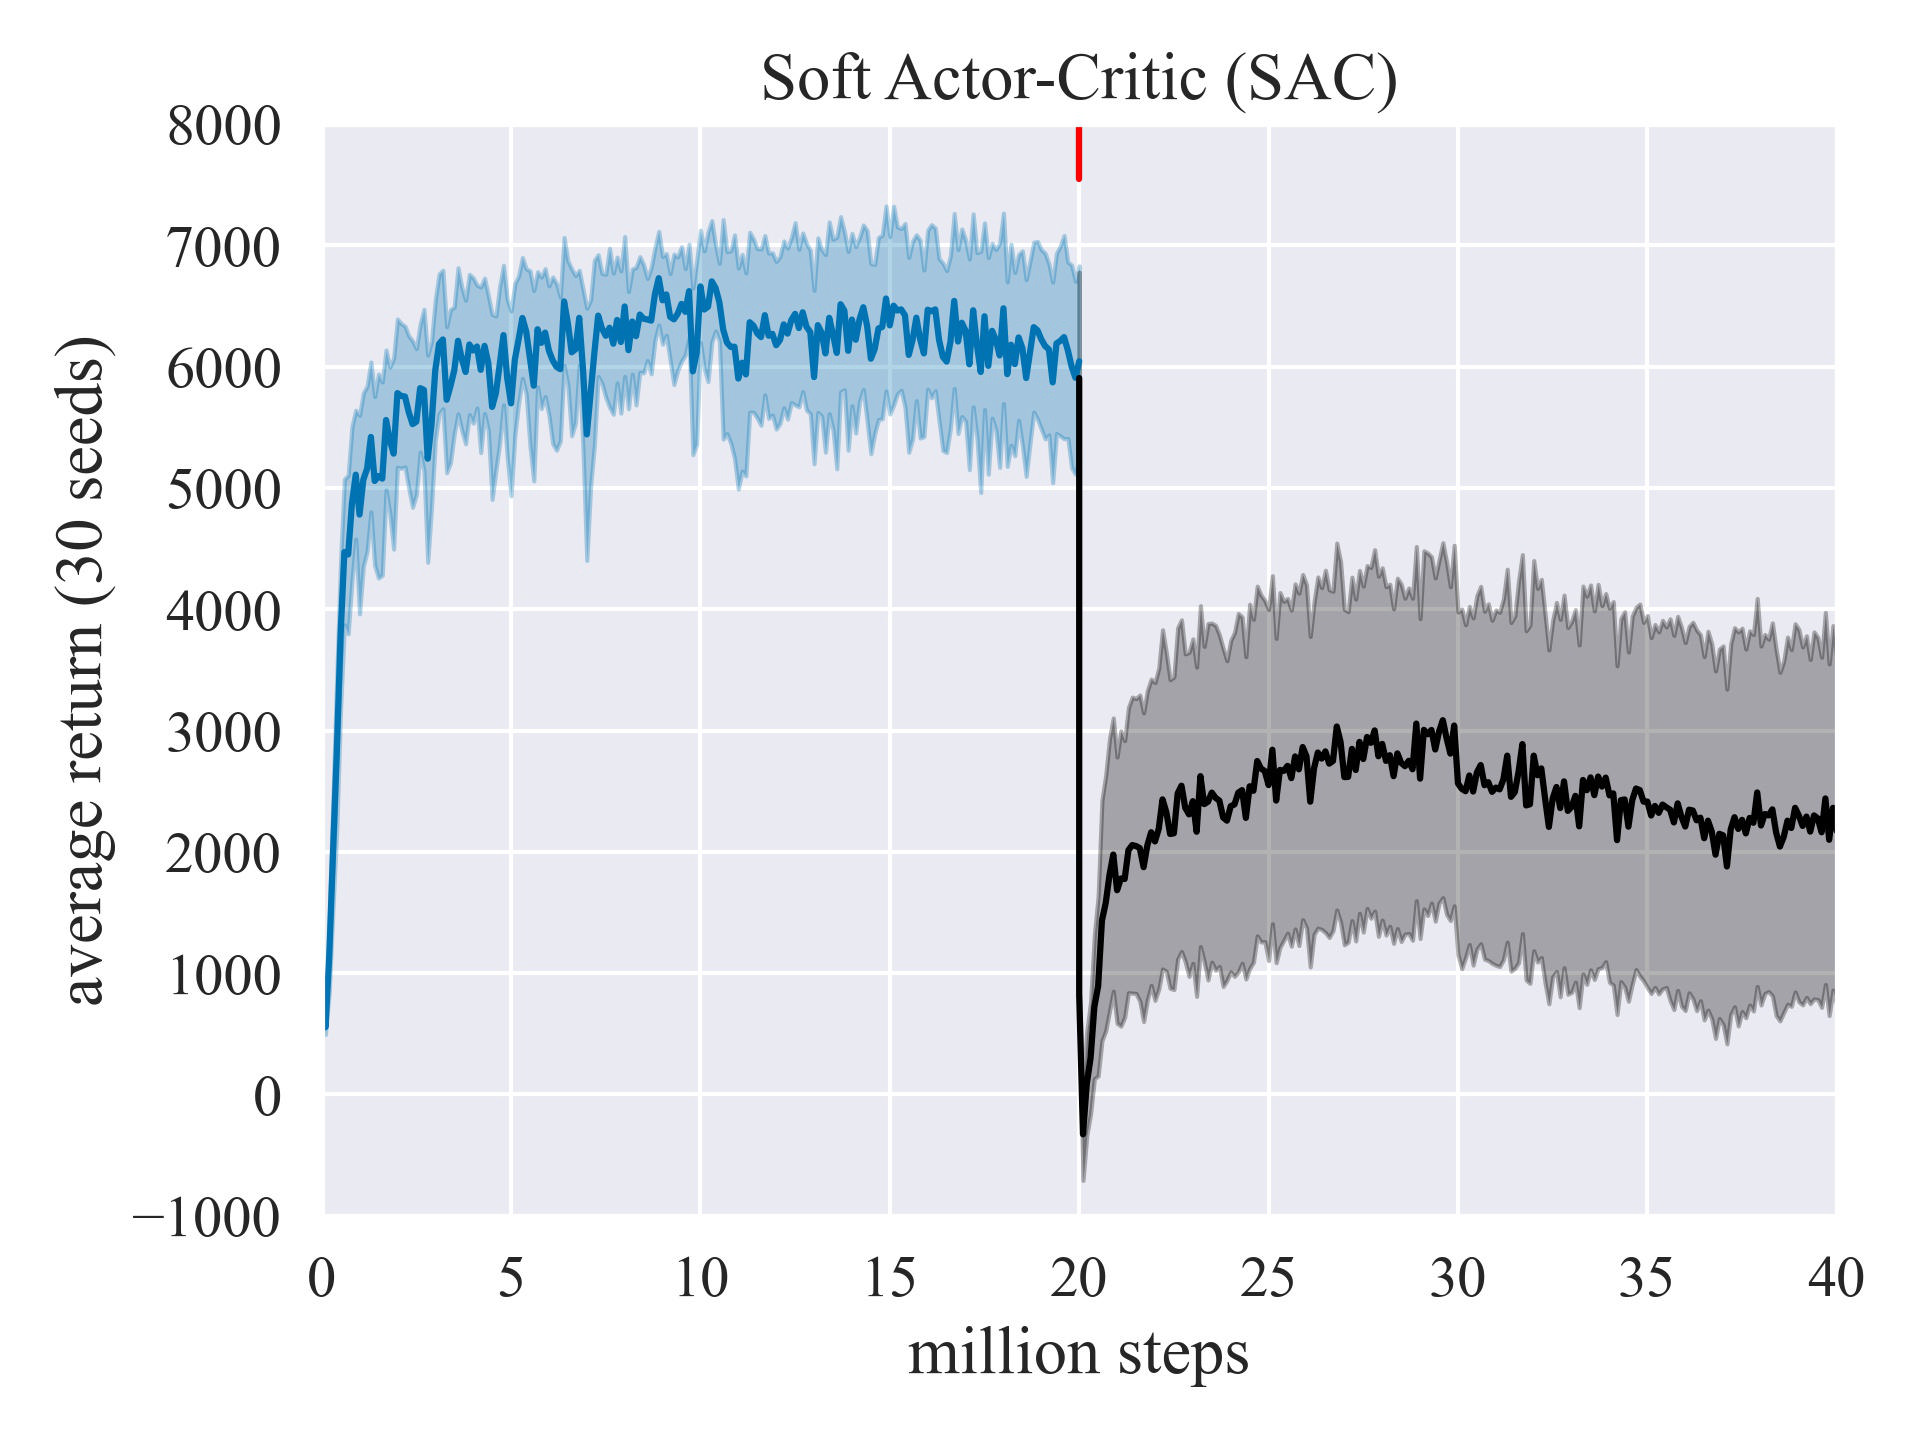 Soft Actor-Critic (SAC)
8000
7000
6000
5000
4000
3000
2000
1000
0
−1000
average return (30 seeds)
0 5 10 15 20 25 30 35 40
million steps